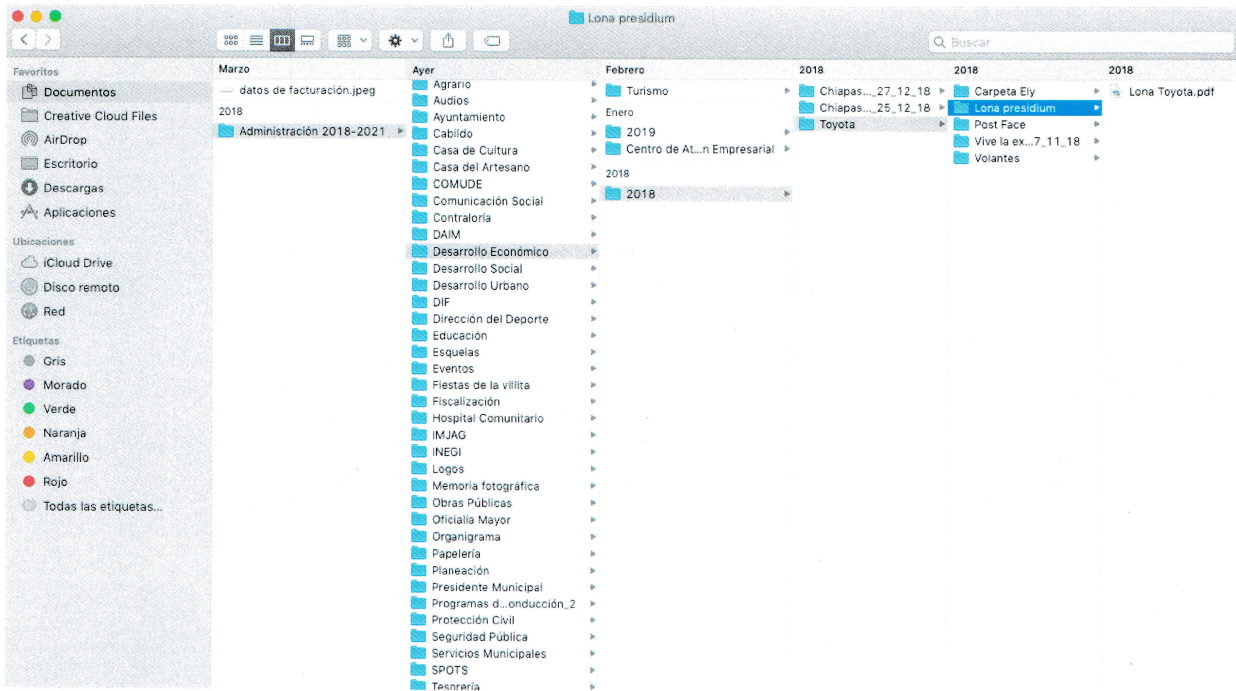 Lona presidium
Buscar
Favoritos
Documentos
Creative Cloud Files
AirDrop
Escritorio
Descargas
Aplicaciones
Ubicaciones
iCloud Drive
Disco remoto
Red
Etiquetas
Gris
Morado
Verde
Naranja
Amarillo
Rojo
Todas las etiquetas...
Marzo
datos de facturación.jpeg
2018
Administración 2018-2021
Ayer
Agrario
Audios
Ayuntamiento
Cabildo
Casa de Cultura
Casa del Artesano
COMUDE
Comunicación Social
Contraloría
DAIM
Desarrollo Económico
Desarrollo Social
Desarrollo Urbano
DIF
Dirección del Deporte
Educación
Esquelas
Eventos
Fiestas de la villita
Fiscalización
Hospital Comunitario
IMJAG
INEGI
Logos
Memoria fotográfica
Obras Públicas
Oficialía Mayor
Organigrama
Papelería
Planeación
Presidente Municipal
Programas d...onducción_2
Protección Civil
Seguridad Pública
Servicios Municipales
SPOTS
Tesorería
Febrero
Turismo
Enero
2019
Centro de At...n Empresarial
2018
2018
2018
Chiapas..._27_12_18
Chiapas..._25_12_18
Toyota
2018
Carpeta Ely
Lona presidium
Post Face
Vive la ex...7_11_18
Volantes
2018
Lona Toyota.pdf